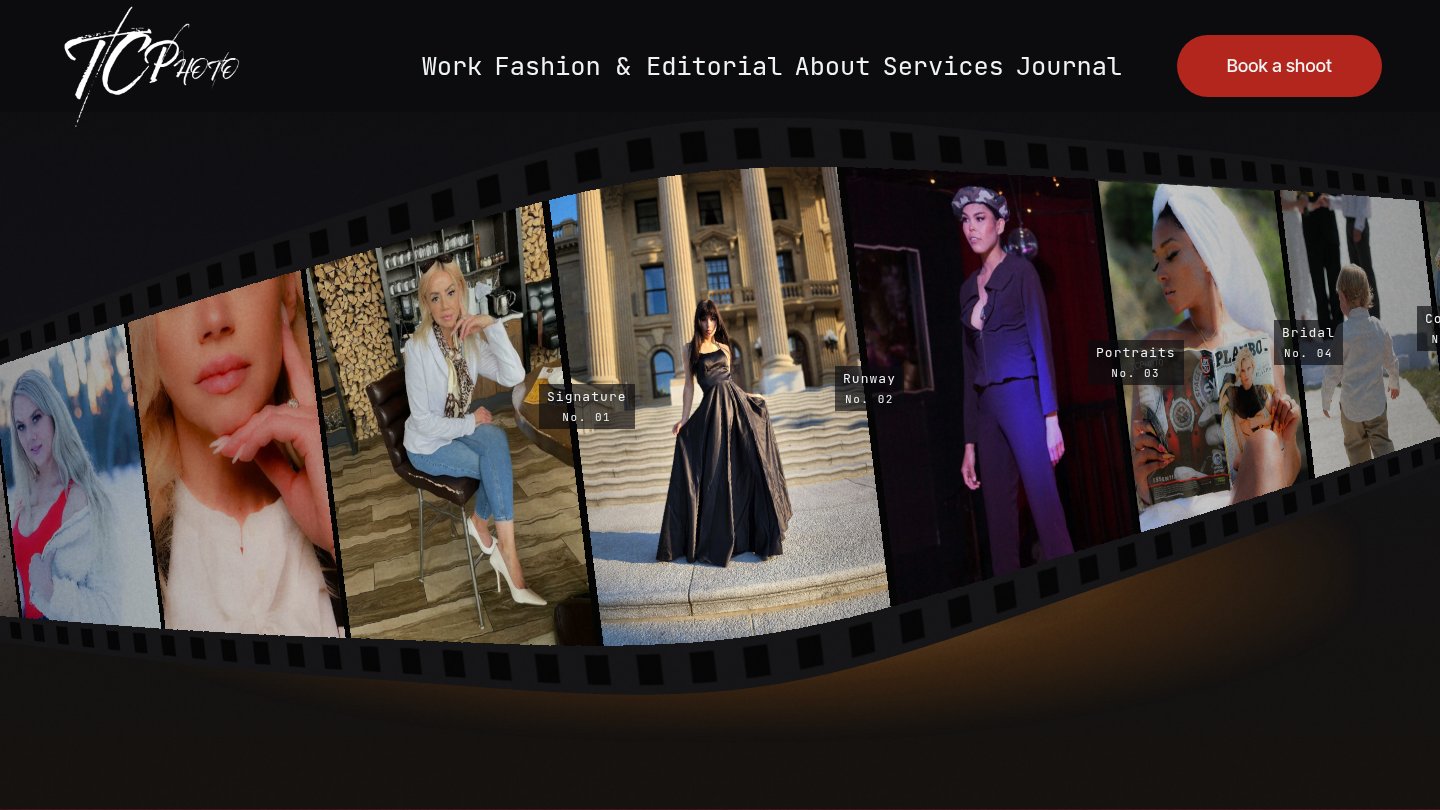 TCPHOTO
Work Fashion & Editorial About Services Journal
Book a shoot
Signature
No. 01
Runway
No. 02
Portraits
No. 03
Bridal
No. 04
PLAYBOY